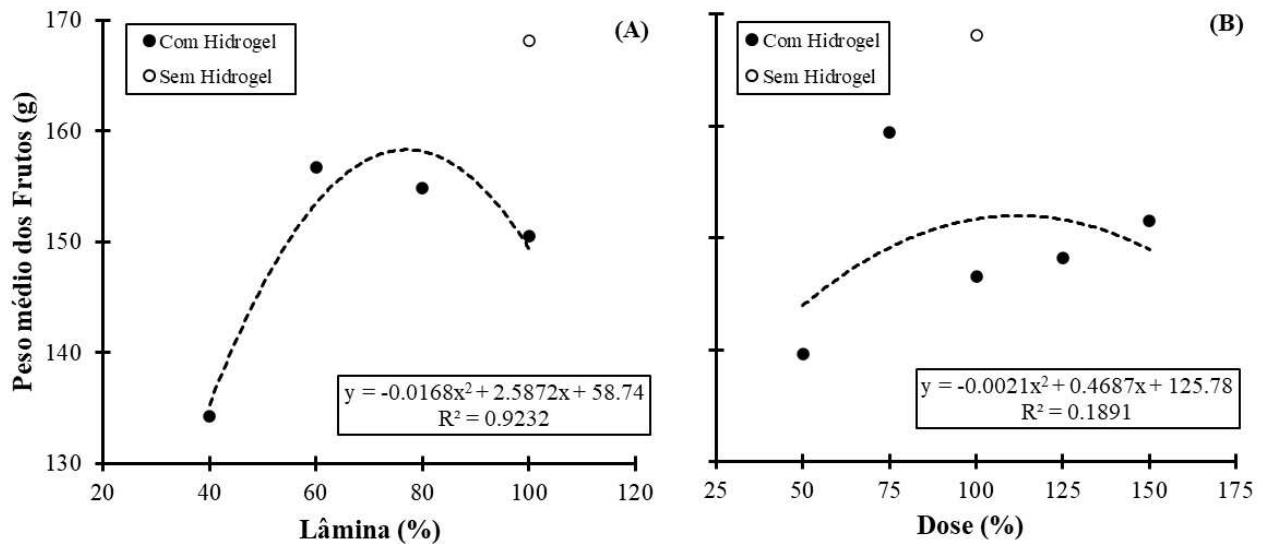 Peso médio dos Frutos (g)
170
160
150
140
130
Com Hidrogel
Sem Hidrogel
(A)
y = -0.0168x² + 2.5872x + 58.74
R² = 0.9232
20 40 60 80 100 120
Lâmina (%)
Com Hidrogel
Sem Hidrogel
(B)
y = -0.0021x² + 0.4687x + 125.78
R² = 0.1891
25 50 75 100 125 150 175
Dose (%)